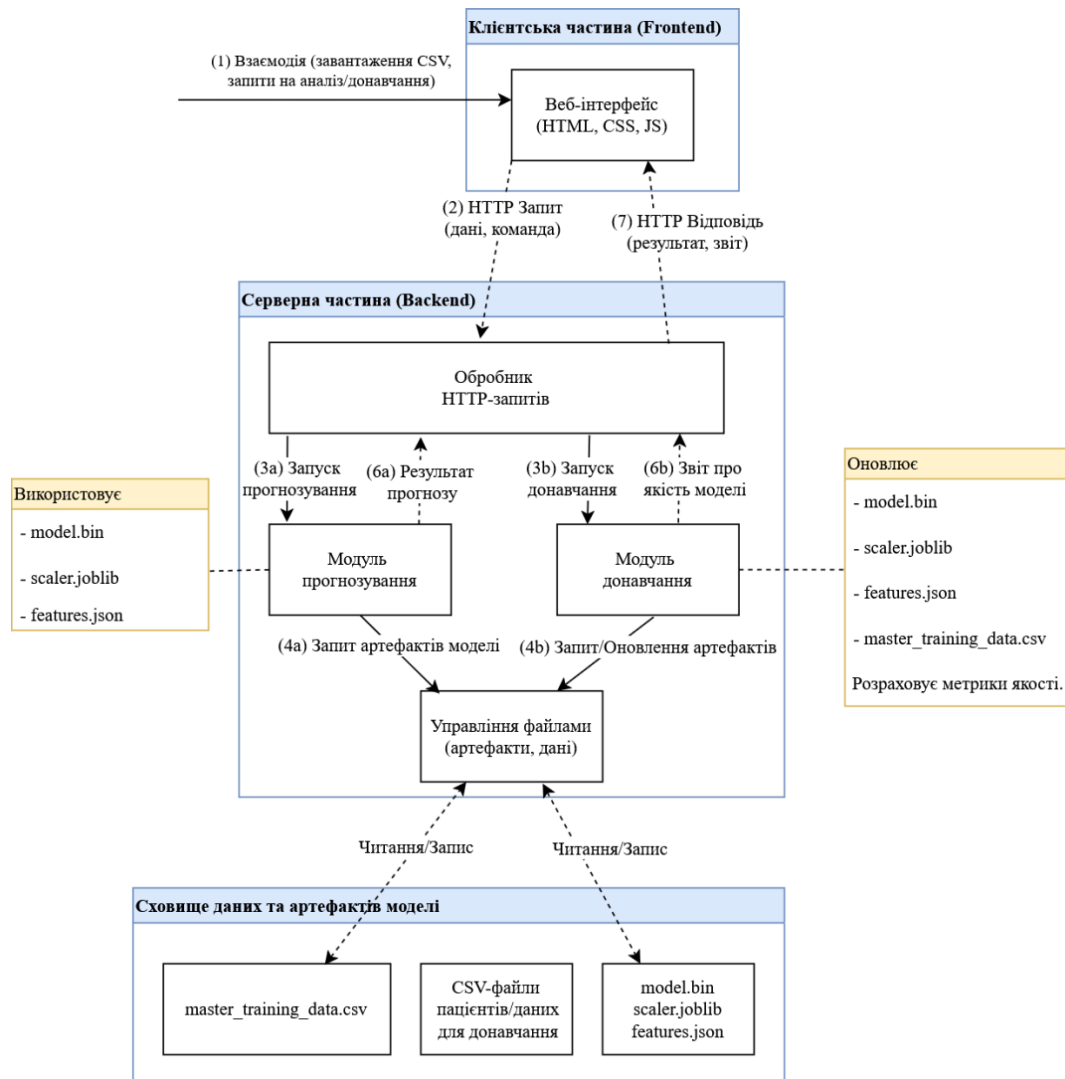 Клієнтська частина (Frontend)
(1) Взаємодія (завантаження CSV,
запити на аналіз/донавчання)
Веб-інтерфейс
(HTML, CSS, JS)
(2) HTTP Запит
(дані, команда)
(7) HTTP Відповідь
(результат, звіт)
Серверна частина (Backend)
Обробник
HTTP-запитів
(3a) Запуск
прогнозування
(6a) Результат
прогнозу
(3b) Запуск
донавчання
(6b) Звіт про
якість моделі
Використовує
- model.bin
- scaler.joblib
- features.json
Модуль
прогнозування
Модуль
донавчання
Оновлює
- model.bin
- scaler.joblib
- features.json
- master_training_data.csv
Розраховує метрики якості.
(4a) Запит артефактів моделі
(4b) Запит/Оновлення артефактів
Управління файлами
(артефакти, дані)
Читання/Запис
Читання/Запис
Сховище даних та артефактів моделі
master_training_data.csv
CSV-файли
пацієнтів/даних
для донавчання
model.bin
scaler.joblib
features.json